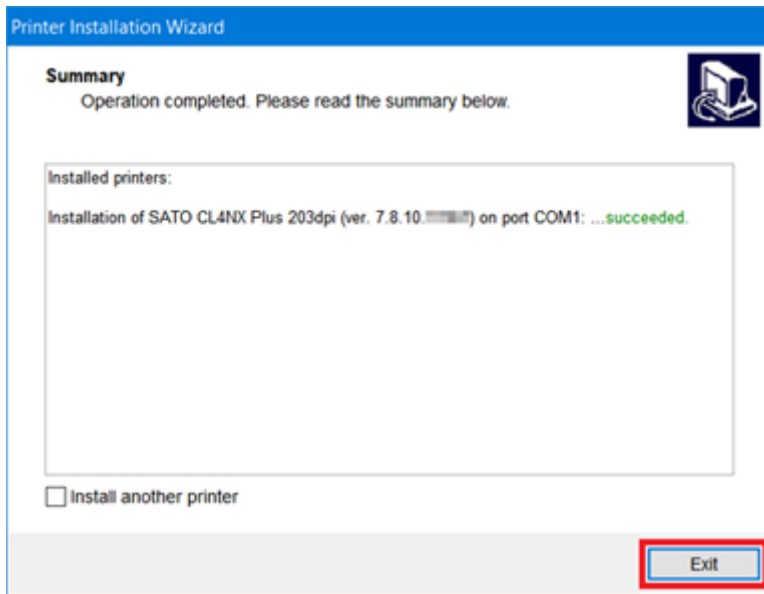 Printer Installation Wizard
Summary
Operation completed. Please read the summary below.
Installed printers:
Installation of SATO CL4NX Plus 203dpi (ver. 7.8.10.) on port COM1: ...succeeded.
Install another printer
Exit